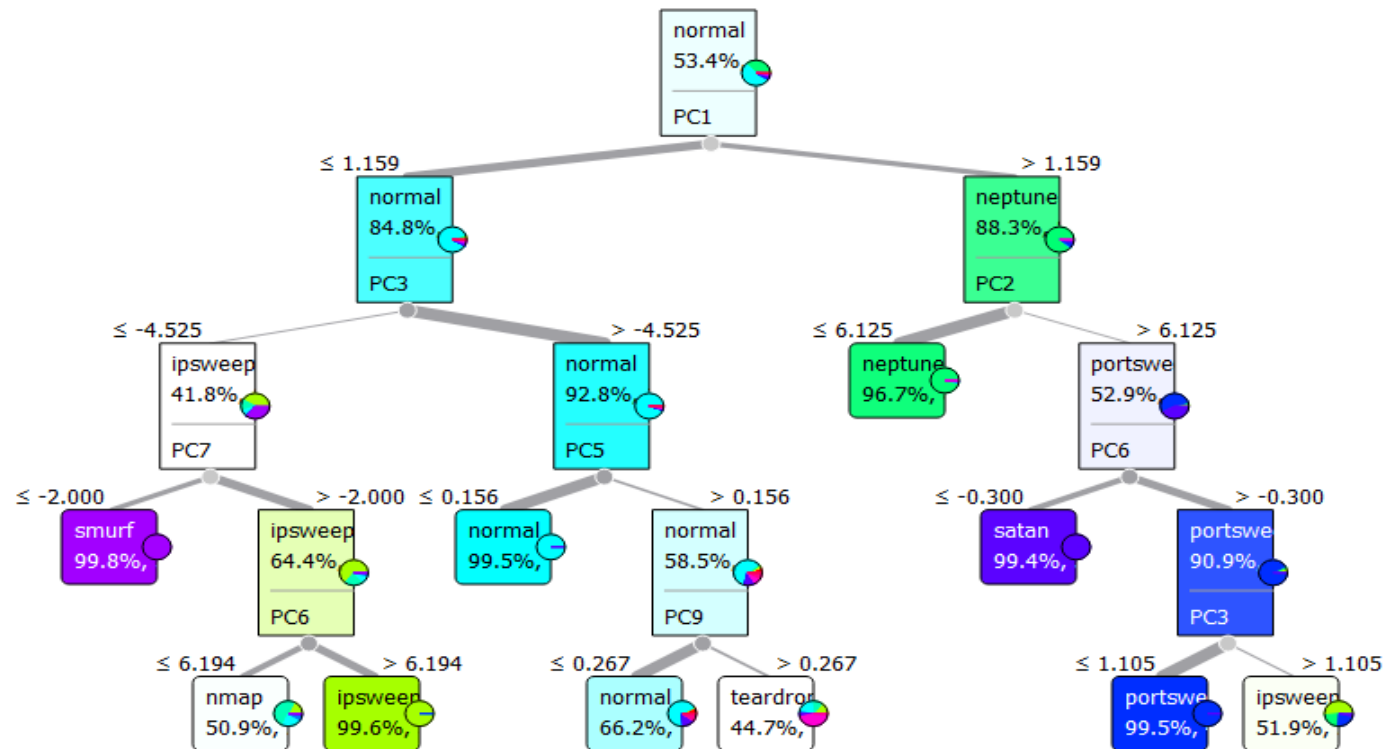 normal
53.4%,
PC1
≤ 1.159
> 1.159
normal
84.8%,
PC3
neptune
88.3%,
PC2
≤ -4.525
> -4.525
≤ 6.125
> 6.125
ipsweep
41.8%,
PC7
normal
92.8%,
PC5
neptune
96.7%,
portswe
52.9%,
PC6
≤ -2.000
> -2.000
≤ 0.156
> 0.156
≤ -0.300
> -0.300
smurf
99.8%,
ipsweep
64.4%,
PC6
normal
99.5%,
normal
58.5%,
PC9
satan
99.4%,
portswe
90.9%,
PC3
≤ 6.194
> 6.194
≤ 0.267
> 0.267
≤ 1.105
> 1.105
nmap
50.9%,
ipsweep
99.6%,
normal
66.2%,
teardror
44.7%,
portswe
99.5%,
ipsweep
51.9%,